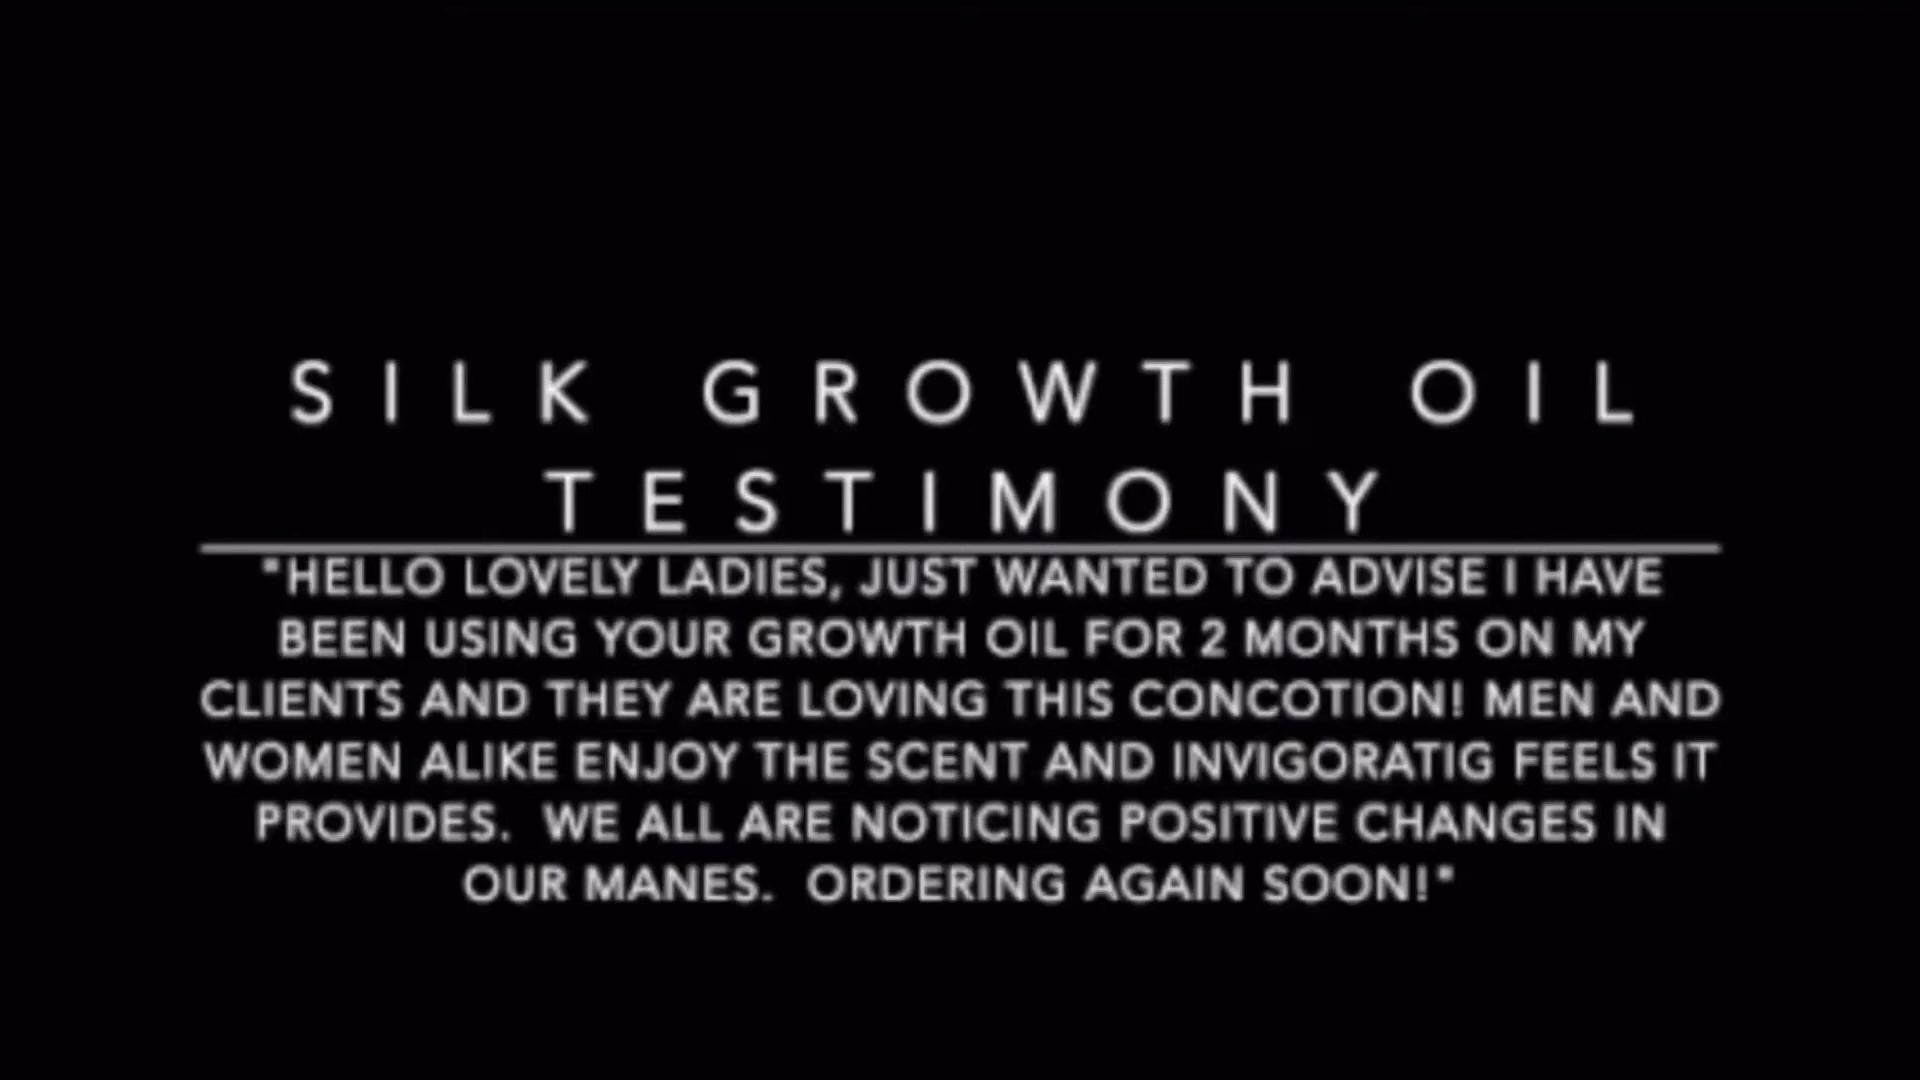 SILK GROWTH OIL
TESTIMONY
"HELLO LOVELY LADIES, JUST WANTED TO ADVISE I HAVE
BEEN USING YOUR GROWTH OIL FOR 2 MONTHS ON MY
CLIENTS AND THEY ARE LOVING THIS CONCOTION! MEN AND
WOMEN ALIKE ENJOY THE SCENT AND INVIGORATIG FEELS IT
PROVIDES.  WE ALL ARE NOTICING POSITIVE CHANGES IN
OUR MANES.  ORDERING AGAIN SOON!"